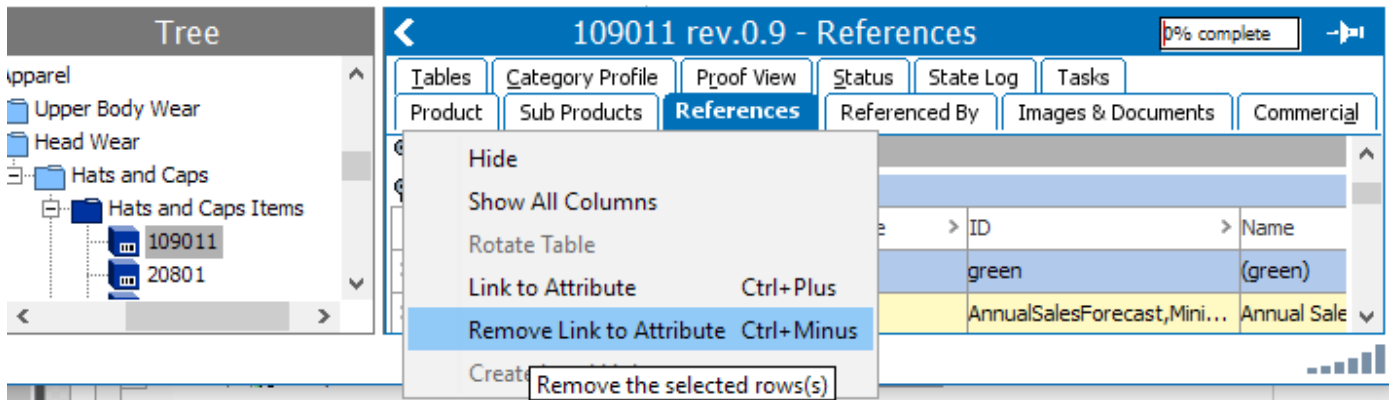 Tree
109011 rev.0.9 - References
0% complete
Apparel
Upper Body Wear
Head Wear
Hats and Caps
Hats and Caps Items
109011
20801
Tables
Category Profile
Proof View
Status
State Log
Tasks
Product
Sub Products
References
Referenced By
Images & Documents
Commercial
Hide
Show All Columns
Rotate Table
Link to Attribute Ctrl+Plus
Remove Link to Attribute Ctrl+Minus
Create
Remove the selected rows(s)
> ID > Name
green (green)
AnnualSalesForecast,Mini... Annual Sale